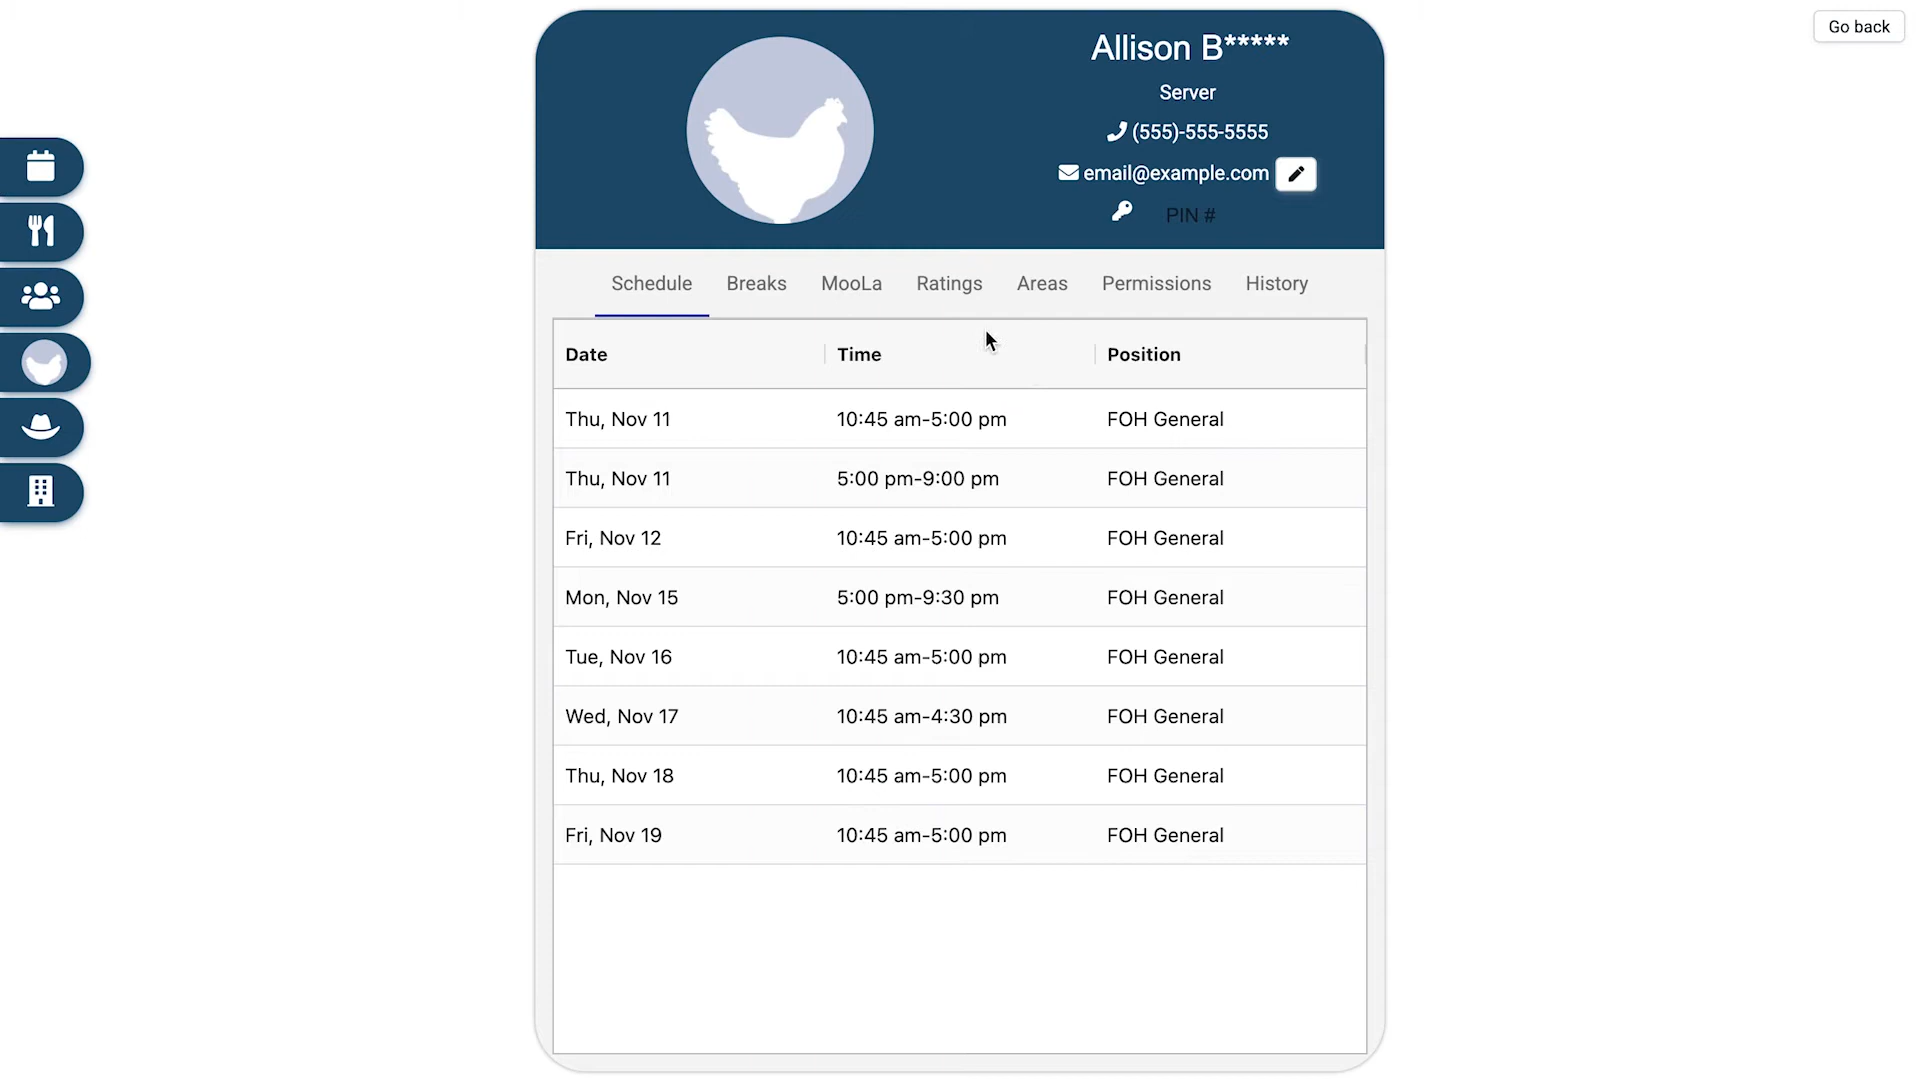 Go back
Allison B*****
Server
(555)-555-5555
email@example.com
PIN #
Schedule Breaks MooLa Ratings Areas Permissions History
Date Time Position
Thu, Nov 11 10:45 am-5:00 pm FOH General
Thu, Nov 11 5:00 pm-9:00 pm FOH General
Fri, Nov 12 10:45 am-5:00 pm FOH General
Mon, Nov 15 5:00 pm-9:30 pm FOH General
Tue, Nov 16 10:45 am-5:00 pm FOH General
Wed, Nov 17 10:45 am-4:30 pm FOH General
Thu, Nov 18 10:45 am-5:00 pm FOH General
Fri, Nov 19 10:45 am-5:00 pm FOH General